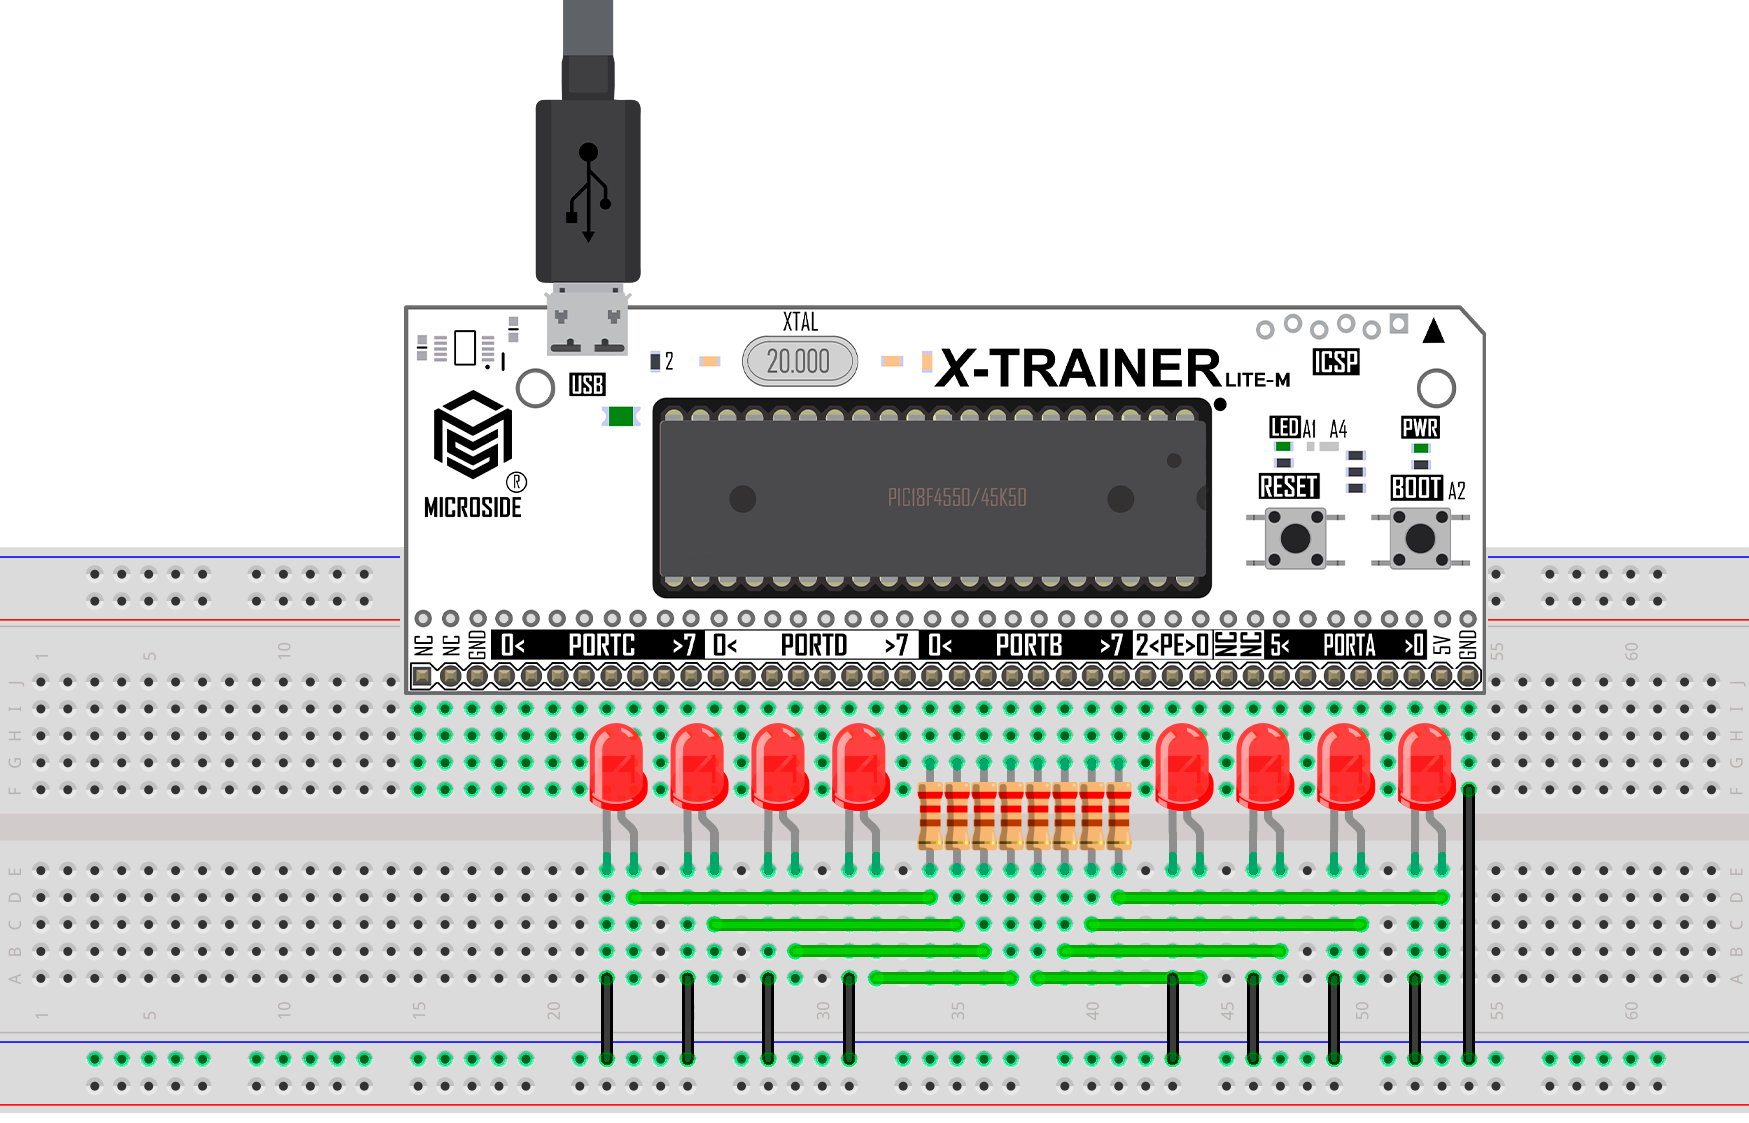 XTAL
20.000
2
USB
X-TRAINER LITE-M
ICSP
LED A1 A4 PWR
MICROSIDE ®
PIC18F4550/45K50
RESET BOOT A2
NC NC GND 0< PORTC >7 0< PORTD >7 0< PORTB >7 2<PE>0 NC NC 5< PORTA >0 5V GND
1 5 10 55 60
J J
I I
H H
G G
F F
E E
D D
C C
B B
A A
1 5 10 15 20 30 35 40 45 50 55 60